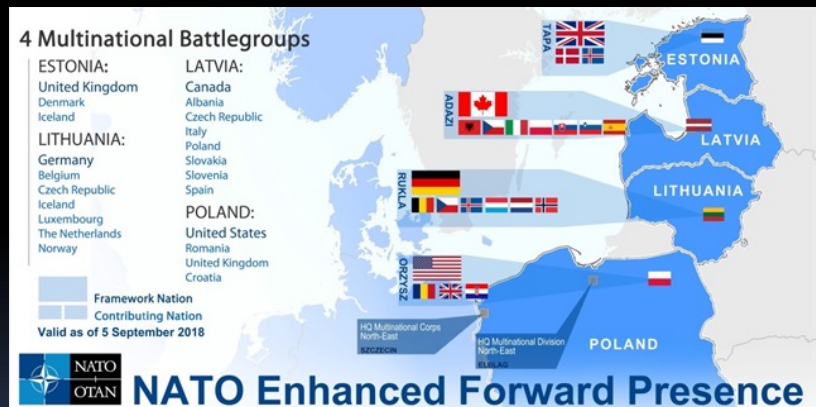 4 Multinational Battlegroups
ESTONIA:
United Kingdom
Denmark
Iceland
LITHUANIA:
Germany
Belgium
Czech Republic
Iceland
Luxembourg
The Netherlands
Norway
LATVIA:
Canada
Albania
Czech Republic
Italy
Poland
Slovakia
Slovenia
Spain
POLAND:
United States
Romania
United Kingdom
Croatia
Framework Nation
Contributing Nation
Valid as of 5 September 2018
TAPA
ESTONIA
ADAZI
LATVIA
RUKLA
LITHUANIA
ORZYSZ
HQ Multinational Corps
North-East
SZCZECIN
HQ Multinational Division
North-East
ELBLAG
POLAND
NATO
OTAN
NATO Enhanced Forward Presence